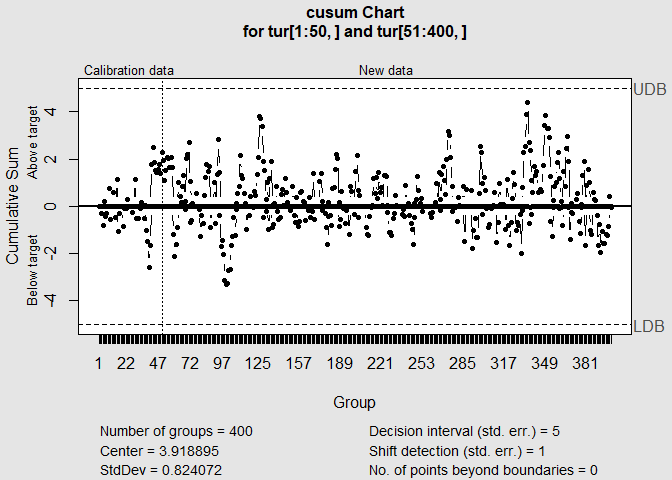 cusum Chart
for tur[1:50, ] and tur[51:400, ]
Calibration data
New data
UDB
LDB
Cumulative Sum
Above target
Below target
4
2
0
-2
-4
1 22 47 72 97 125 157 189 221 253 285 317 349 381
Group
Number of groups = 400
Center = 3.918895
StdDev = 0.824072
Decision interval (std. err.) = 5
Shift detection (std. err.) = 1
No. of points beyond boundaries = 0